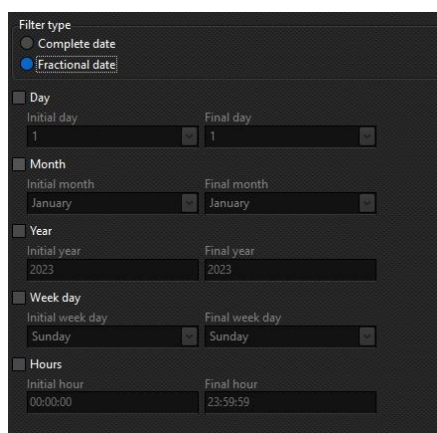 Filter type
Complete date
Fractional date
Day
Initial day Final day
1 1
Month
Initial month Final month
January January
Year
Initial year Final year
2023 2023
Week day
Initial week day Final week day
Sunday Sunday
Hours
Initial hour Final hour
00:00:00 23:59:59